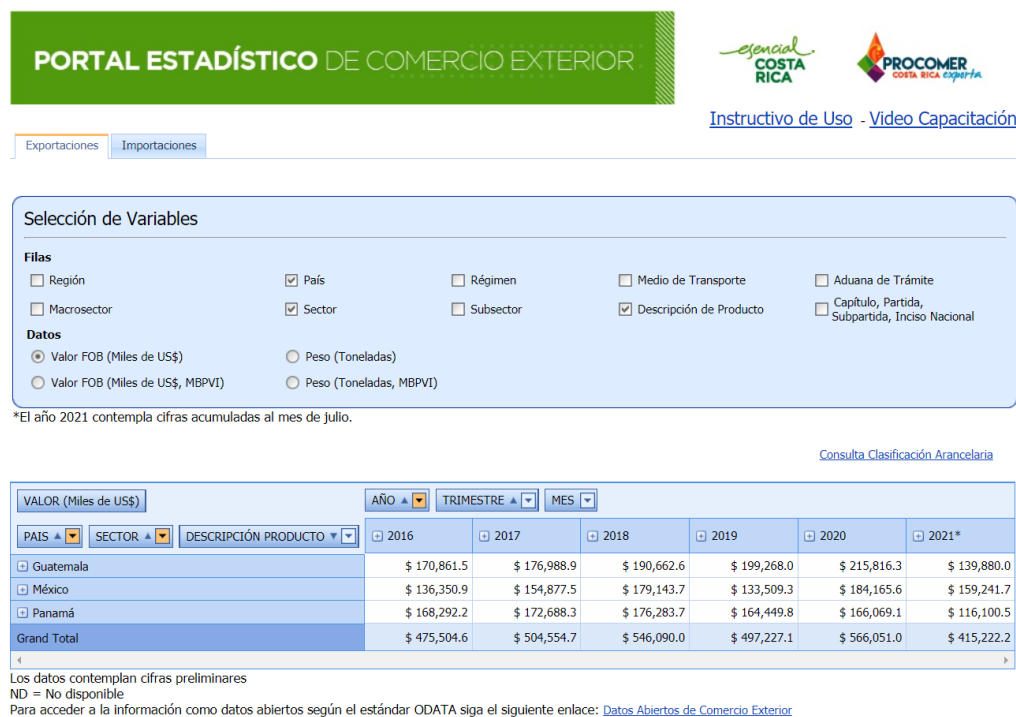 PORTAL ESTADÍSTICO DE COMERCIO EXTERIOR
esencial
COSTA
RICA
PROCOMER
COSTA RICA exporta
Instructivo de Uso - Video Capacitación
Exportaciones Importaciones
Selección de Variables
Filas
Región País Régimen Medio de Transporte Aduana de Trámite
Macrosector Sector Subsector Descripción de Producto Capítulo, Partida,
Subpartida, Inciso Nacional
Datos
Valor FOB (Miles de US$) Peso (Toneladas)
Valor FOB (Miles de US$, MBPVI) Peso (Toneladas, MBPVI)
*El año 2021 contempla cifras acumuladas al mes de julio.
Consulta Clasificación Arancelaria
VALOR (Miles de US$) AÑO TRIMESTRE MES
PAIS SECTOR DESCRIPCIÓN PRODUCTO 2016 2017 2018 2019 2020 2021*
Guatemala $ 170,861.5 $ 176,988.9 $ 190,662.6 $ 199,268.0 $ 215,816.3 $ 139,880.0
México $ 136,350.9 $ 154,877.5 $ 179,143.7 $ 133,509.3 $ 184,165.6 $ 159,241.7
Panamá $ 168,292.2 $ 172,688.3 $ 176,283.7 $ 164,449.8 $ 166,069.1 $ 116,100.5
Grand Total $ 475,504.6 $ 504,554.7 $ 546,090.0 $ 497,227.1 $ 566,051.0 $ 415,222.2
Los datos contemplan cifras preliminares
ND = No disponible
Para acceder a la información como datos abiertos según el estándar ODATA siga el siguiente enlace: Datos Abiertos de Comercio Exterior